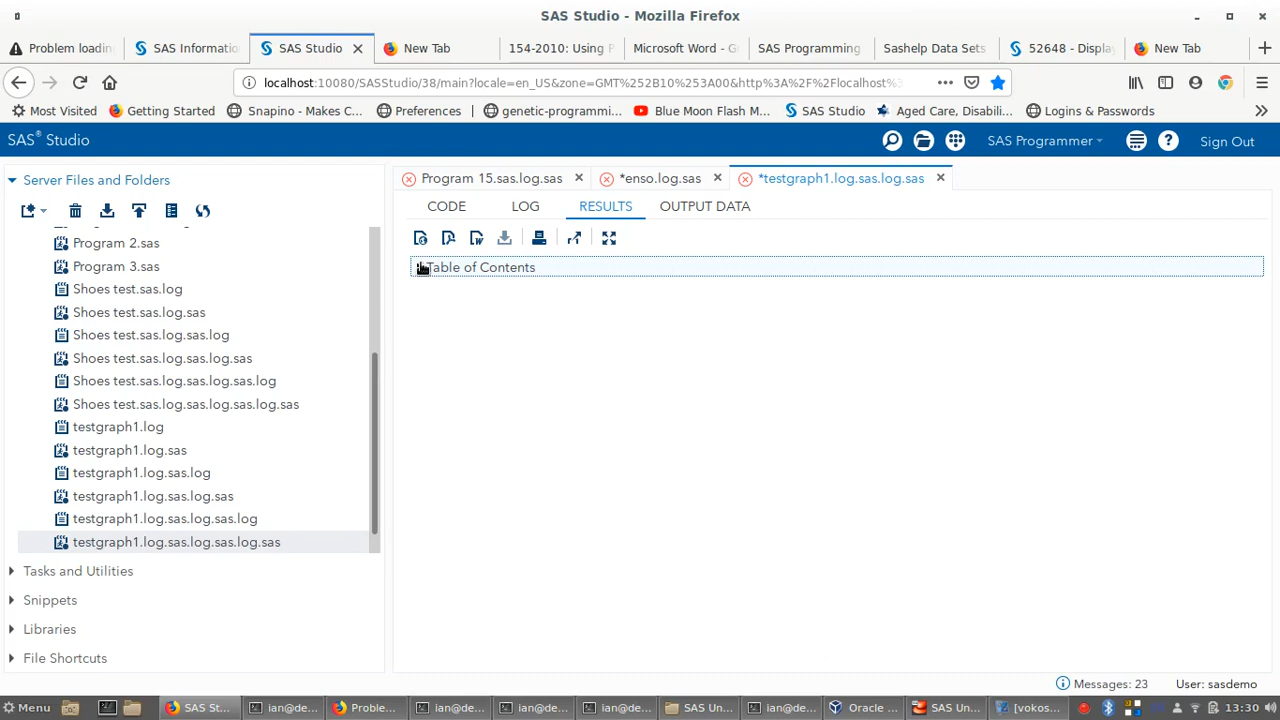 SAS Studio - Mozilla Firefox
Problem loadin
SAS Informatio
SAS Studio
New Tab
154-2010: Using P
Microsoft Word - G
SAS Programming
Sashelp Data Sets
52648 - Displa
New Tab
localhost:10080/SASStudio/38/main?locale=en_US&zone=GMT%252B10%253A00&http%3A%2F%2Flocalhost%
Most Visited
Getting Started
Snapino - Makes C...
Preferences
genetic-programmi...
Blue Moon Flash M...
SAS Studio
Aged Care, Disabili...
Logins & Passwords
SAS® Studio
SAS Programmer
Sign Out
Server Files and Folders
Program 15.sas.log.sas
*enso.log.sas
*testgraph1.log.sas.log.sas
CODE
LOG
RESULTS
OUTPUT DATA
Program 2.sas
Program 3.sas
Table of Contents
Shoes test.sas.log
Shoes test.sas.log.sas
Shoes test.sas.log.sas.log
Shoes test.sas.log.sas.log.sas
Shoes test.sas.log.sas.log.sas.log
Shoes test.sas.log.sas.log.sas.log.sas
testgraph1.log
testgraph1.log.sas
testgraph1.log.sas.log
testgraph1.log.sas.log.sas
testgraph1.log.sas.log.sas.log
testgraph1.log.sas.log.sas.log.sas
Tasks and Utilities
Snippets
Libraries
File Shortcuts
Messages: 23
User: sasdemo
Menu
SAS St...
ian@de...
Proble...
ian@de...
ian@de...
ian@de...
SAS Un...
ian@de...
Oracle ...
SAS Un...
[vokos...
13:30